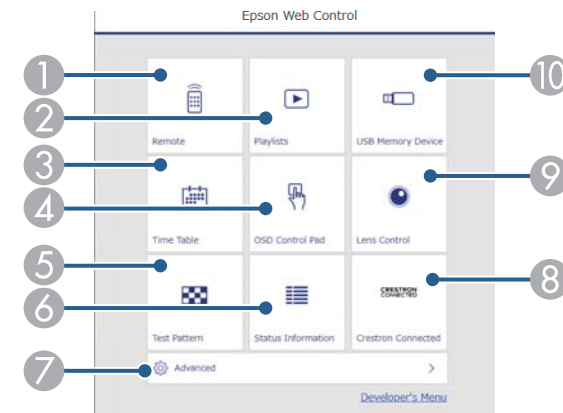 Epson Web Control
1
2
3
4
5
6
7
8
9
10
Remote
Playlists
USB Memory Device
Time Table
OSD Control Pad
Lens Control
CRESTRON
CONNECTED
Test Pattern
Status Information
Crestron Connected
Advanced
Developer's Menu